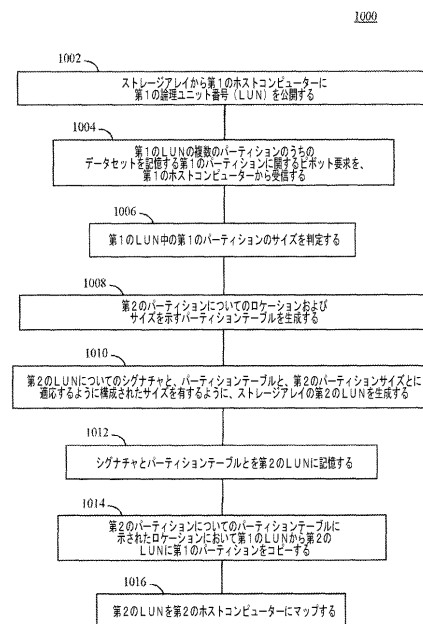 1000
1002
ストレージアレイから第1のホストコンピューターに
第1の論理ユニット番号(LUN)を公開する
1004
第1のLUNの複数のパーティションのうちの
データセットを記憶する第1のパーティションに関するピボット要求を、
第1のホストコンピューターから受信する
1006
第1のLUN中の第1のパーティションのサイズを判定する
1008
第2のパーティションについてのロケーションおよび
サイズを示すパーティションテーブルを生成する
1010
第2のLUNについてのシグナチャと、パーティションテーブルと、第2のパーティションサイズとに
適応するように構成されたサイズを有するように、ストレージアレイの第2のLUNを生成する
1012
シグナチャとパーティションテーブルとを第2のLUNに記憶する
1014
第2のパーティションについてのパーティションテーブルに
示されたロケーションにおいて第1のLUNから第2の
LUNに第1のパーティションをコピーする
1016
第2のLUNを第2のホストコンピューターにマップする